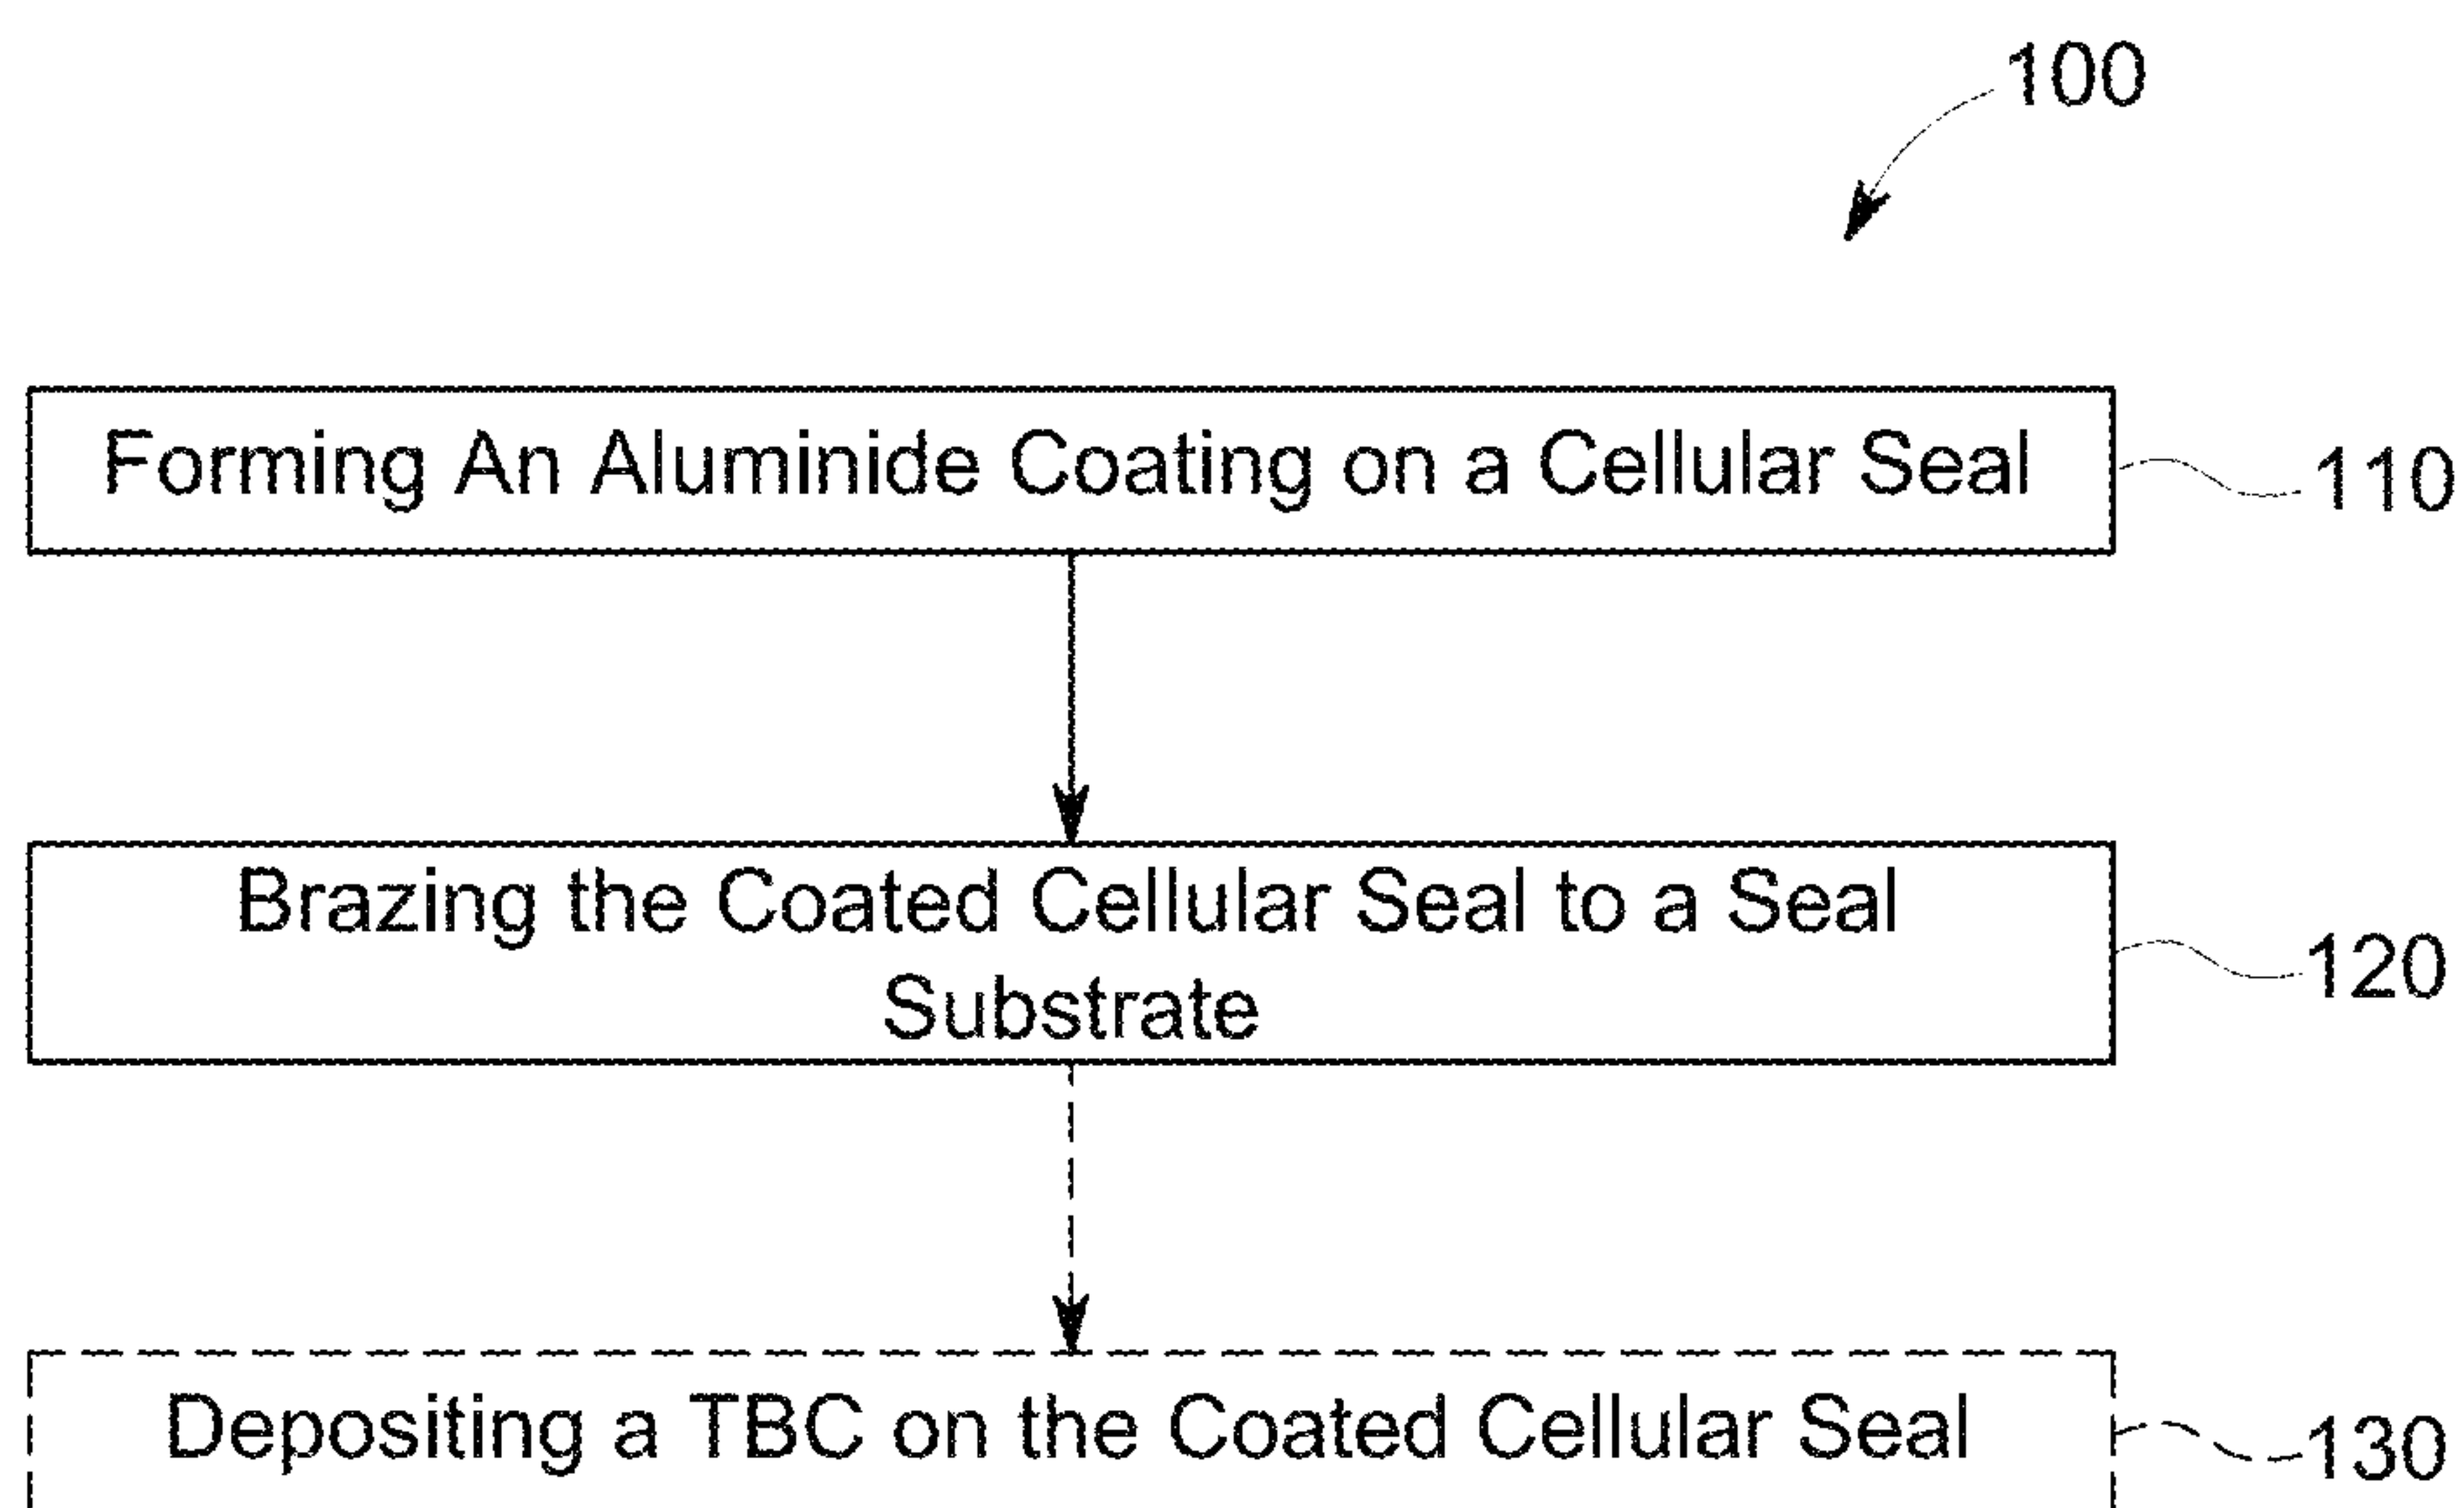 100
Forming An Aluminide Coating on a Cellular Seal
110
Brazing the Coated Cellular Seal to a Seal
Substrate
120
Depositing a TBC on the Coated Cellular Seal
130